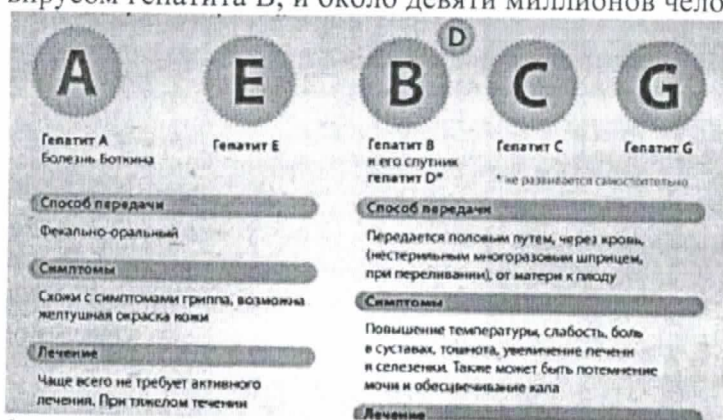 вирусом гепатита В, и около девяти миллионов чело
A
E
B
D
C
G
Гепатит А
Болезнь Боткина
Гепатит Е
Гепатит В
и его спутник
гепатит D*
Гепатит С
Гепатит G
* не развивается самостоятельно
Способ передачи
Фекально-оральный
Симптомы
Схожи с симптомами гриппа, возможна
желтушная окраска кожи
Лечение
Чаще всего не требует активного
лечения. При тяжелом течении
Способ передачи
Передается половым путем, через кровь,
(нестерильным многоразовым шприцем,
при переливании), от матери к плоду
Симптомы
Повышение температуры, слабость, боль
в суставах, тошнота, увеличение печени
и селезенки. Также может быть потемнение
мочи и обесцвечивание кала
Лечение